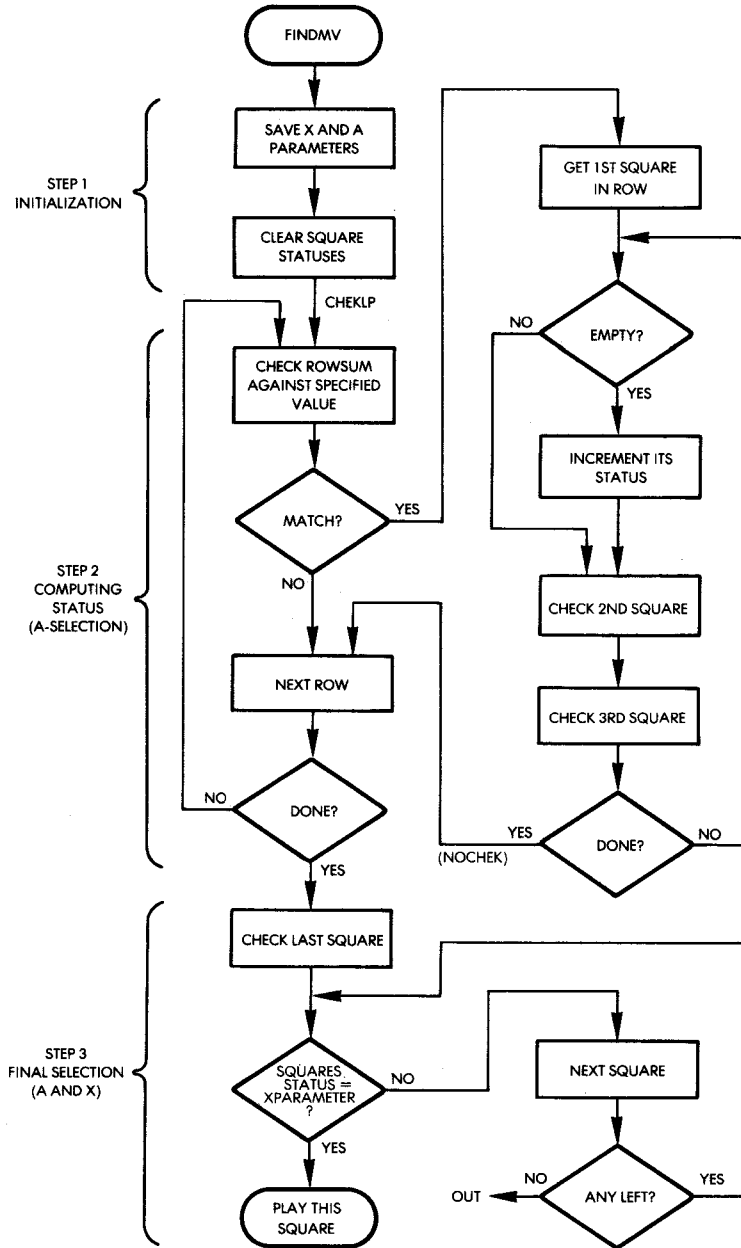 FINDMV
STEP 1
INITIALIZATION
SAVE X AND A
PARAMETERS
CLEAR SQUARE
STATUSES
CHEKLP
STEP 2
COMPUTING
STATUS
(A-SELECTION)
CHECK ROWSUM
AGAINST SPECIFIED
VALUE
MATCH?
YES
NO
NEXT ROW
DONE?
NO
YES
GET 1ST SQUARE
IN ROW
EMPTY?
NO
YES
INCREMENT ITS
STATUS
CHECK 2ND SQUARE
CHECK 3RD SQUARE
DONE?
YES
(NOCHEK)
NO
STEP 3
FINAL SELECTION
(A AND X)
CHECK LAST SQUARE
SQUARES
STATUS =
XPARAMETER
?
NO
YES
PLAY THIS
SQUARE
NEXT SQUARE
ANY LEFT?
NO
OUT
YES